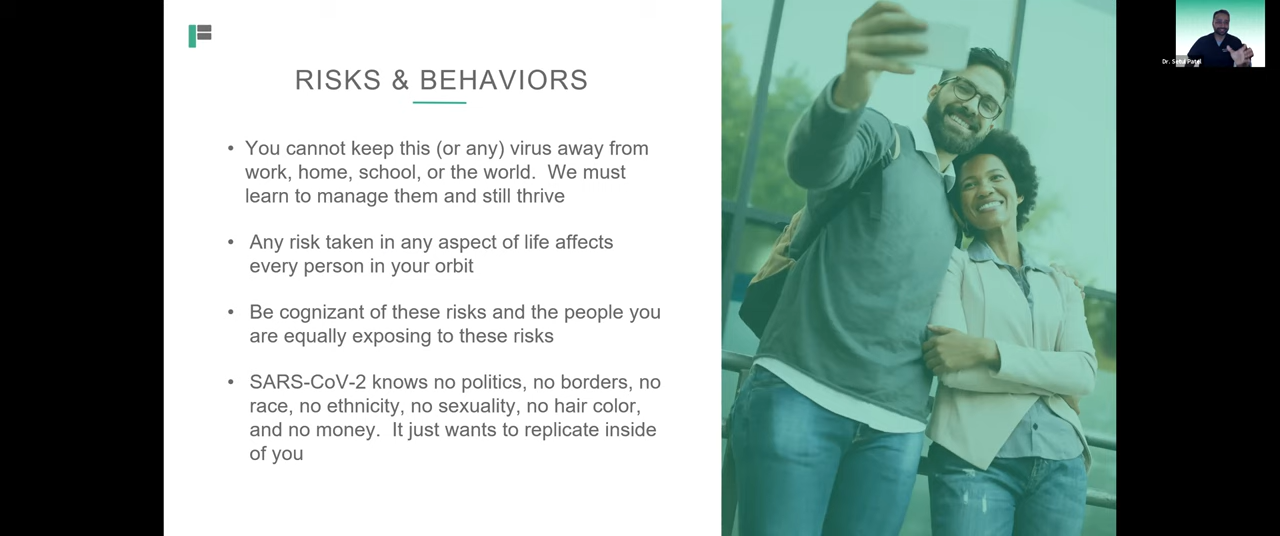 RISKS & BEHAVIORS
• You cannot keep this (or any) virus away from
work, home, school, or the world.  We must
learn to manage them and still thrive
• Any risk taken in any aspect of life affects
every person in your orbit
• Be cognizant of these risks and the people you
are equally exposing to these risks
• SARS-CoV-2 knows no politics, no borders, no
race, no ethnicity, no sexuality, no hair color,
and no money.  It just wants to replicate inside
of you
Dr. Patel